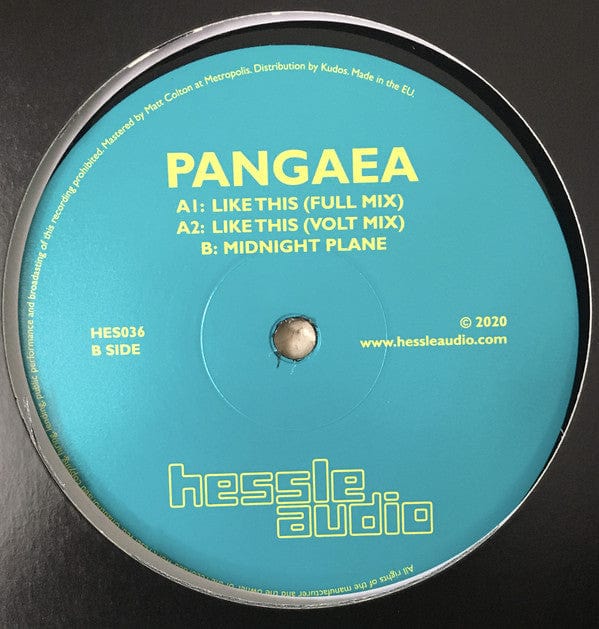 PANGAEA
A1: LIKE THIS (FULL MIX)
A2: LIKE THIS (VOLT MIX)
B: MIDNIGHT PLANE
HES036
B SIDE
© 2020
www.hessleaudio.com
hessle
audio
All rights of the manufacturer and the owner of
public performance and broadasting of this recording prohibited. Mastered by Matt Colton at Metropolis. Distribution by Kudos. Made in the EU.